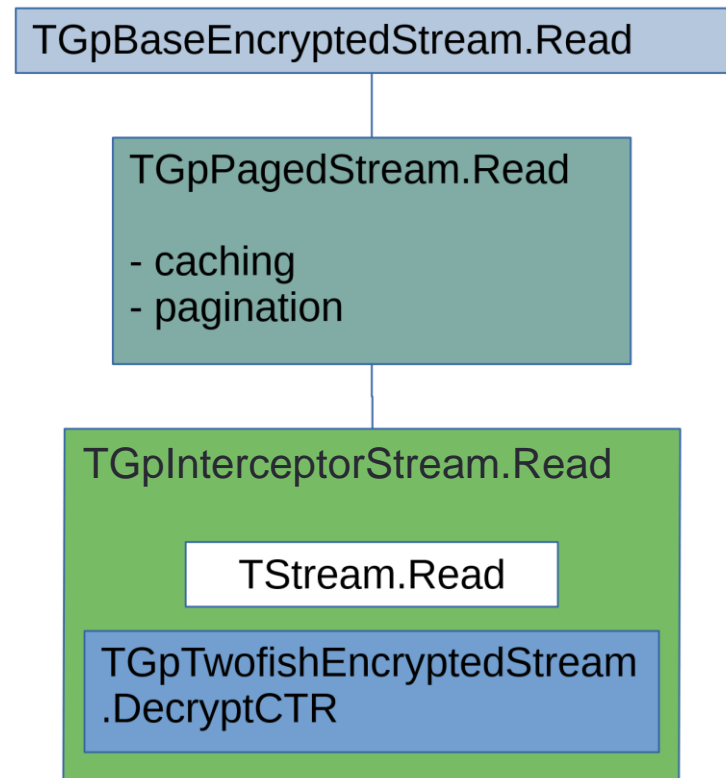 TGpBaseEncryptedStream.Read
TGpPagedStream.Read
- caching
- pagination
TGpInterceptorStream.Read
TStream.Read
TGpTwofishEncryptedStream
.DecryptCTR